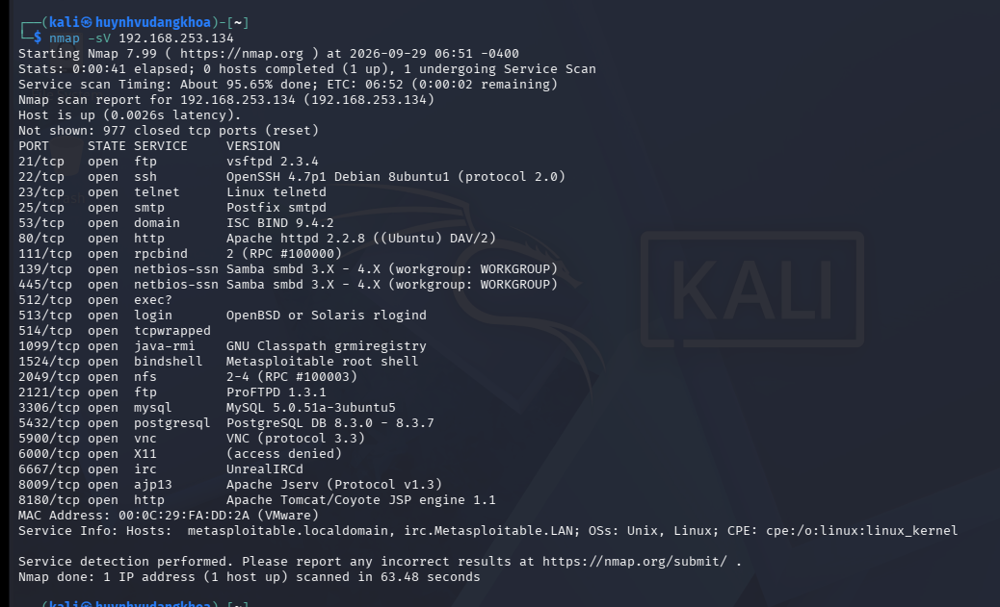 ┌──(kali㉿huynhvudangkhoa)-[~]
└─$ nmap -sV 192.168.253.134
Starting Nmap 7.99 ( https://nmap.org ) at 2026-09-29 06:51 -0400
Stats: 0:00:41 elapsed; 0 hosts completed (1 up), 1 undergoing Service Scan
Service scan Timing: About 95.65% done; ETC: 06:52 (0:00:02 remaining)
Nmap scan report for 192.168.253.134 (192.168.253.134)
Host is up (0.0026s latency).
Not shown: 977 closed tcp ports (reset)
PORT     STATE SERVICE     VERSION
21/tcp   open  ftp         vsftpd 2.3.4
22/tcp   open  ssh         OpenSSH 4.7p1 Debian 8ubuntu1 (protocol 2.0)
23/tcp   open  telnet      Linux telnetd
25/tcp   open  smtp        Postfix smtpd
53/tcp   open  domain      ISC BIND 9.4.2
80/tcp   open  http        Apache httpd 2.2.8 ((Ubuntu) DAV/2)
111/tcp  open  rpcbind     2 (RPC #100000)
139/tcp  open  netbios-ssn Samba smbd 3.X - 4.X (workgroup: WORKGROUP)
445/tcp  open  netbios-ssn Samba smbd 3.X - 4.X (workgroup: WORKGROUP)
512/tcp  open  exec?
513/tcp  open  login       OpenBSD or Solaris rlogind
514/tcp  open  tcpwrapped
1099/tcp open  java-rmi    GNU Classpath grmiregistry
1524/tcp open  bindshell   Metasploitable root shell
2049/tcp open  nfs         2-4 (RPC #100003)
2121/tcp open  ftp         ProFTPD 1.3.1
3306/tcp open  mysql       MySQL 5.0.51a-3ubuntu5
5432/tcp open  postgresql  PostgreSQL DB 8.3.0 - 8.3.7
5900/tcp open  vnc         VNC (protocol 3.3)
6000/tcp open  X11         (access denied)
6667/tcp open  irc         UnrealIRCd
8009/tcp open  ajp13       Apache Jserv (Protocol v1.3)
8180/tcp open  http        Apache Tomcat/Coyote JSP engine 1.1
MAC Address: 00:0C:29:FA:DD:2A (VMware)
Service Info: Hosts:  metasploitable.localdomain, irc.Metasploitable.LAN; OSs: Unix, Linux; CPE: cpe:/o:linux:linux_kernel
Service detection performed. Please report any incorrect results at https://nmap.org/submit/ .
Nmap done: 1 IP address (1 host up) scanned in 63.48 seconds
(kali㉿huynhvudangkhoa)-[~]
KALI